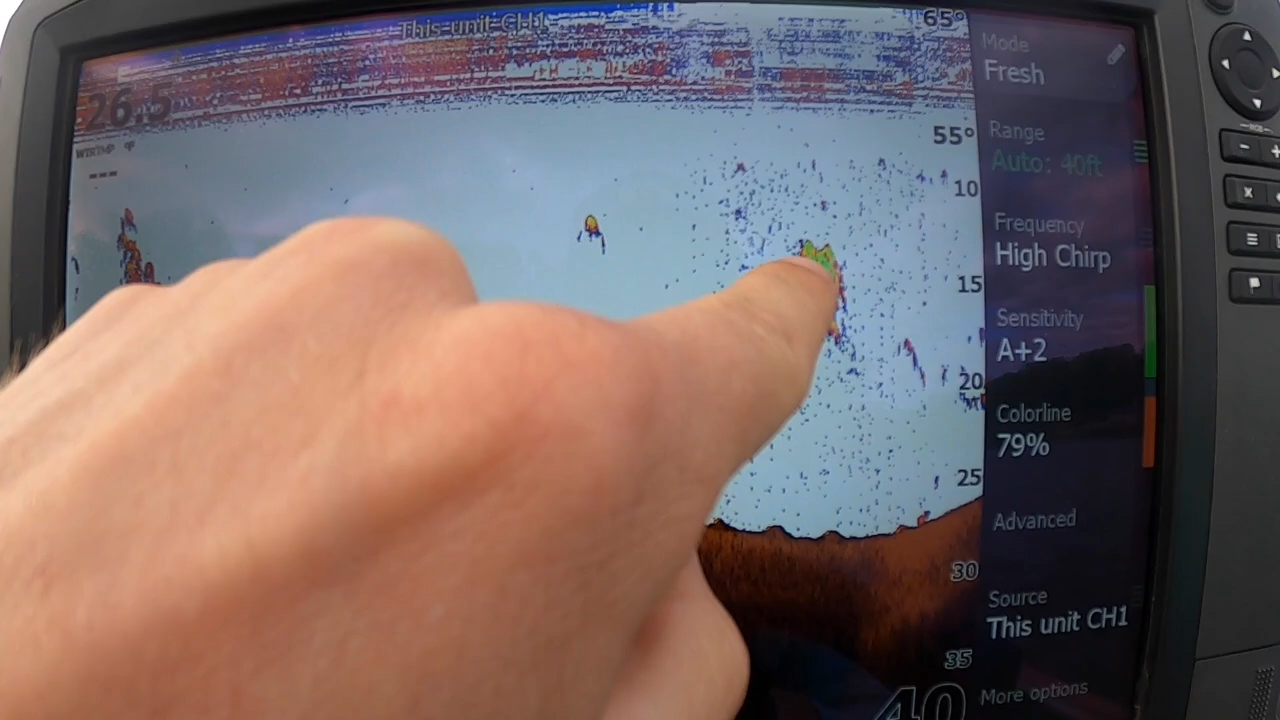 This unit CH1
65°
26.5
55°
10
15
20
25
30
35
40
Mode
Fresh
Range
Auto: 40ft
Frequency
High Chirp
Sensitivity
A+2
Colorline
79%
Advanced
Source
This unit CH1
More options